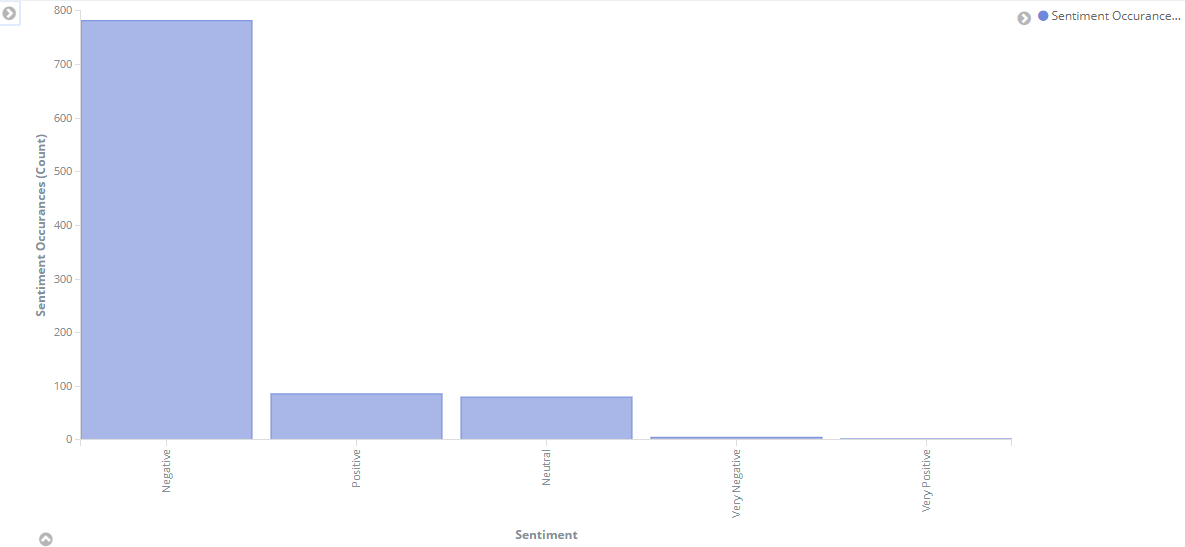 Sentiment Occurance...
800
700
600
500
400
300
200
100
0
Sentiment Occurances (Count)
Negative
Positive
Neutral
Very Negative
Very Positive
Sentiment